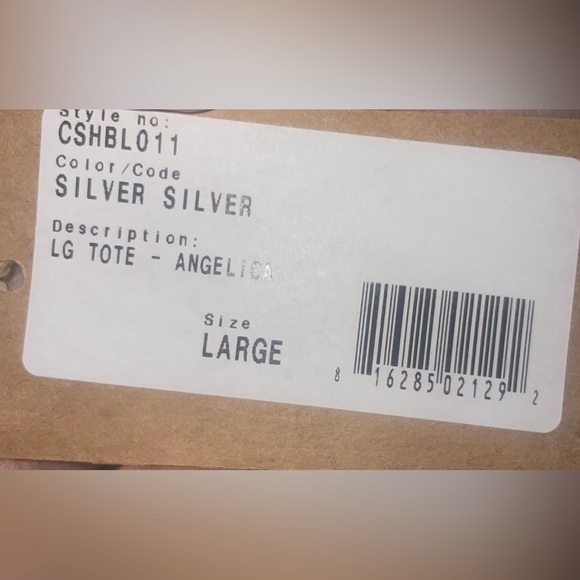 Style no:
CSHBL011
Color/Code
SILVER SILVER
Description:
LG TOTE - ANGELICA
Size
LARGE
8 16285 02129 2